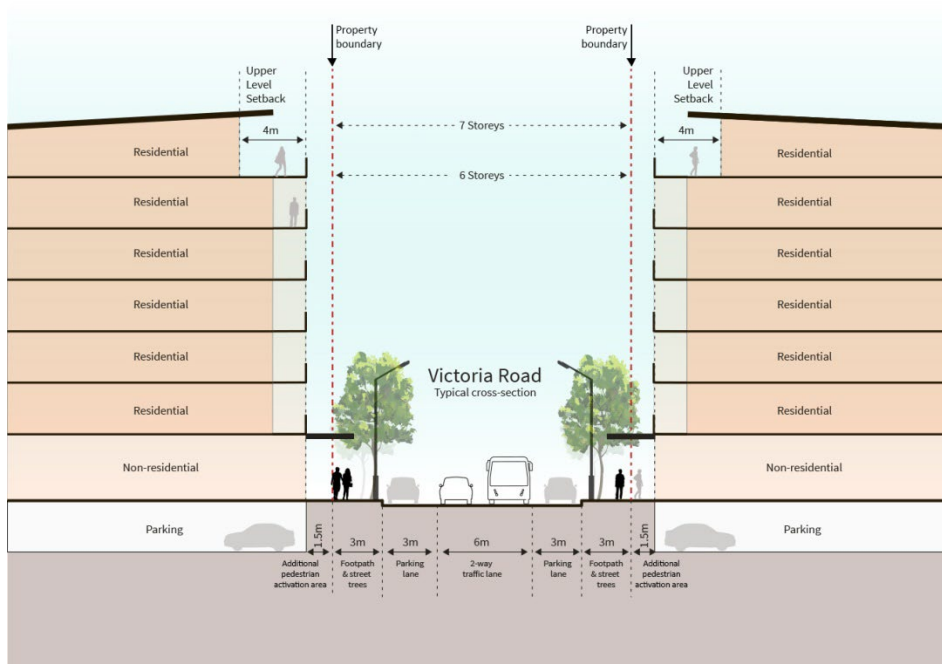 Property
boundary
Property
boundary
Upper
Level
Setback
Upper
Level
Setback
4m
7 Storeys
4m
Residential
Residential
6 Storeys
Residential
Residential
Residential
Residential
Residential
Residential
Residential
Residential
Victoria Road
Typical cross-section
Residential
Residential
Non-residential
Non-residential
Parking
Parking
1.5m
3m
3m
6m
3m
3m
1.5m
Additional
pedestrian
activation area
Footpath
& street
trees
Parking
lane
2-way
traffic lane
Parking
lane
Footpath
& street
trees
Additional
pedestrian
activation area